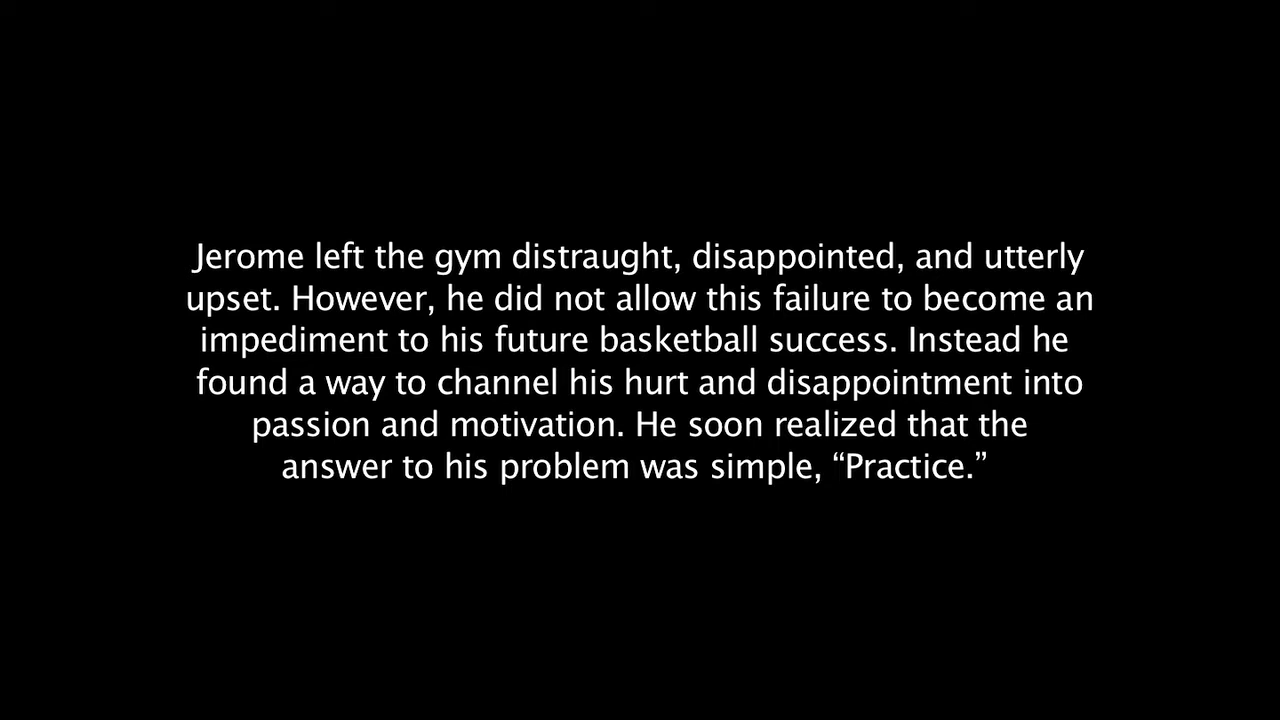 Jerome left the gym distraught, disappointed, and utterly
upset. However, he did not allow this failure to become an
impediment to his future basketball success. Instead he
found a way to channel his hurt and disappointment into
passion and motivation. He soon realized that the
answer to his problem was simple, “Practice.”